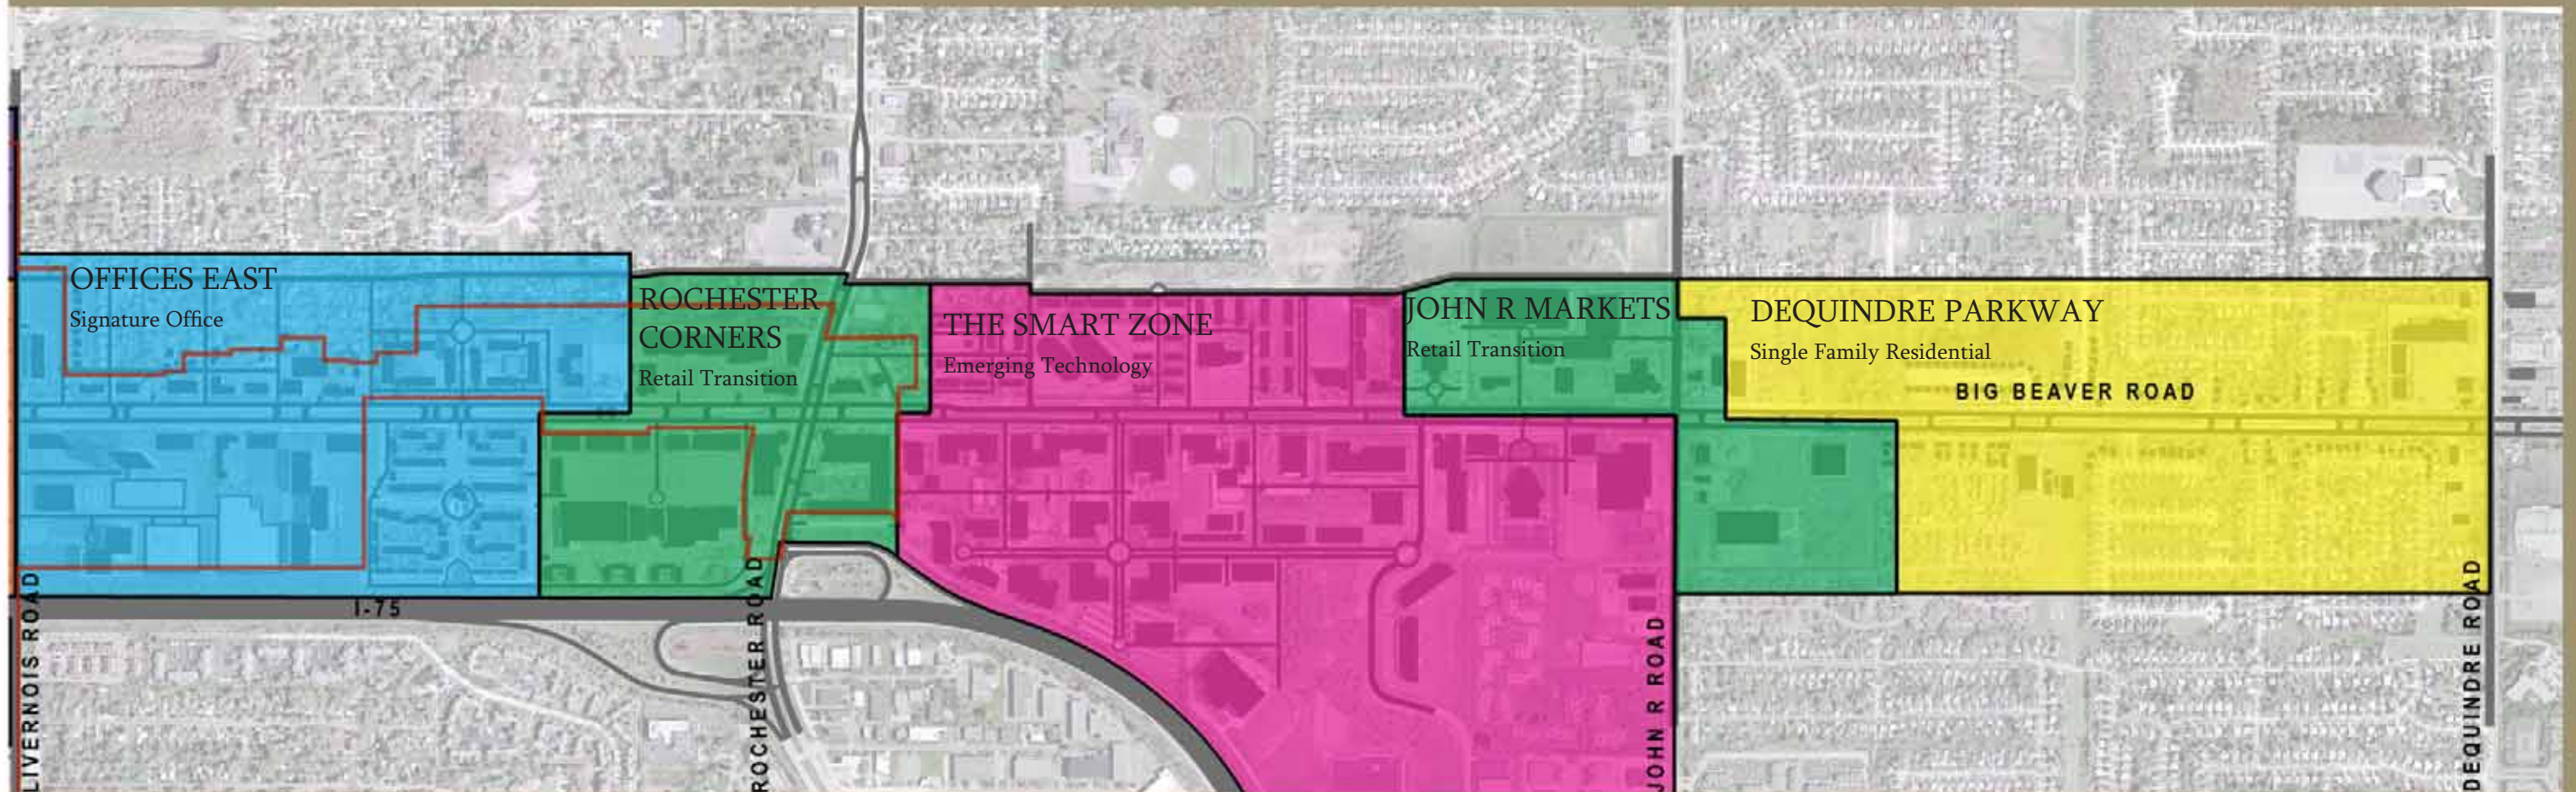 OFFICES EAST
Signature Office
ROCHESTER
CORNERS
Retail Transition
THE SMART ZONE
Emerging Technology
JOHN R MARKETS
Retail Transition
DEQUINDRE PARKWAY
Single Family Residential
BIG BEAVER ROAD
I-75
LIVERNOIS ROAD
ROCHESTER ROAD
JOHN R ROAD
DEQUINDRE ROAD